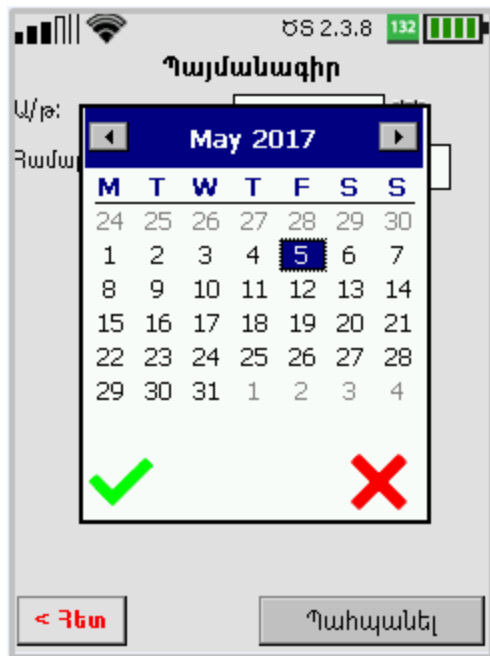 ԾՏ 2.3.8 132
Պայմանագիր
Ա/թ:
Համար
May 2017
M T W T F S S
24 25 26 27 28 29 30
1 2 3 4 5 6 7
8 9 10 11 12 13 14
15 16 17 18 19 20 21
22 23 24 25 26 27 28
29 30 31 1 2 3 4
< Հետ Պահպանել